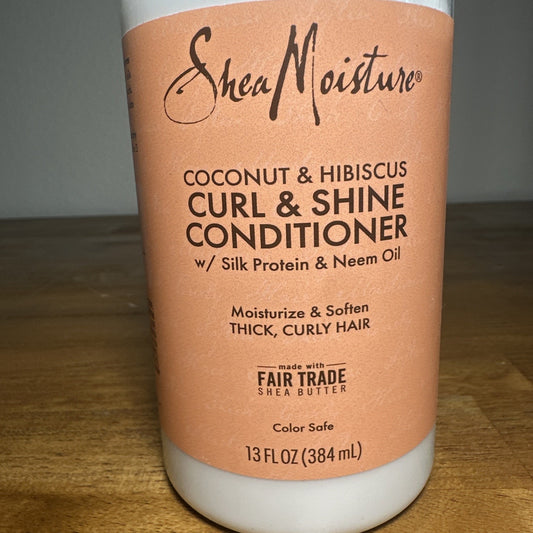 SheaMoisture®
COCONUT & HIBISCUS
CURL & SHINE
CONDITIONER
w/ Silk Protein & Neem Oil
Moisturize & Soften
THICK, CURLY HAIR
made with
FAIR TRADE
SHEA BUTTER
Color Safe
13 FL OZ (384 mL)